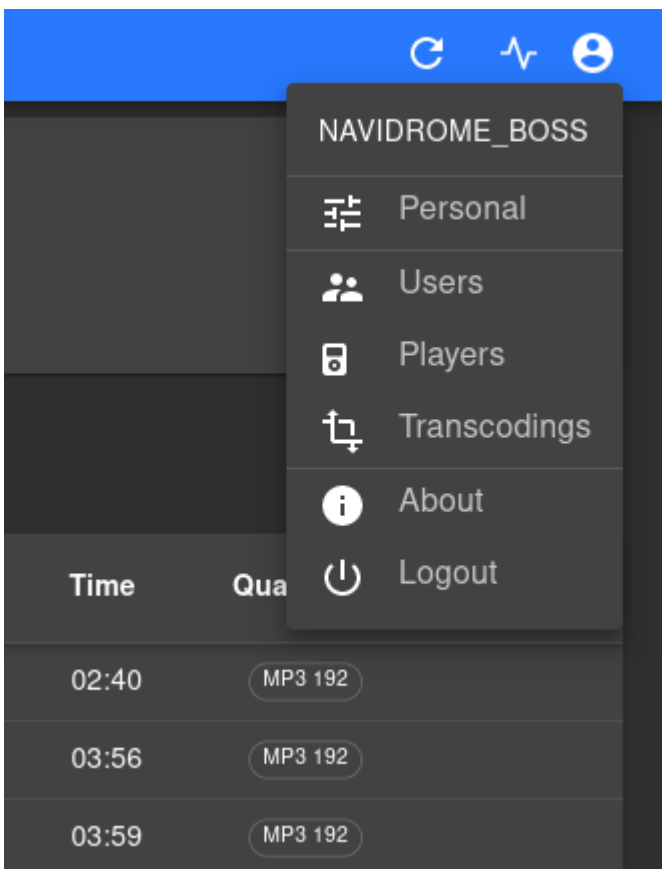 NAVIDROME_BOSS
Personal
Users
Players
Transcodings
About
Logout
Time Qua
02:40 MP3 192
03:56 MP3 192
03:59 MP3 192